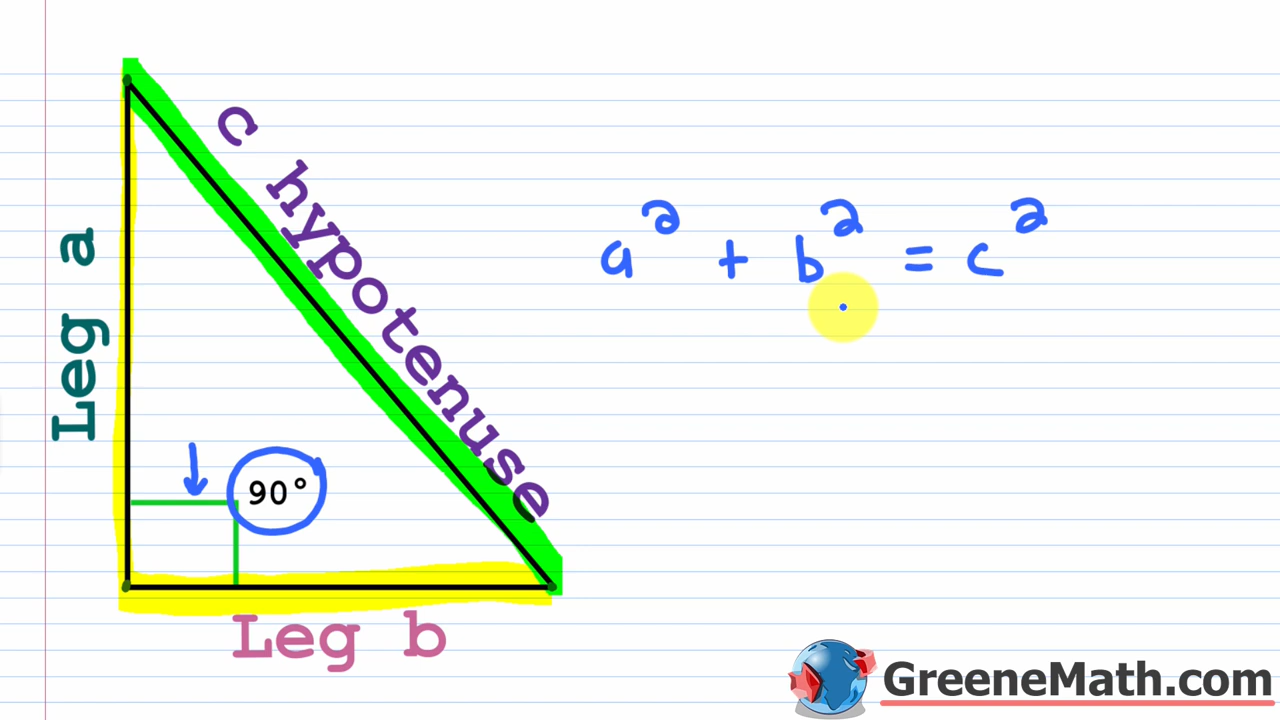 c hypotenuse
Leg a
a² + b² = c²
90°
Leg b
GreeneMath.com